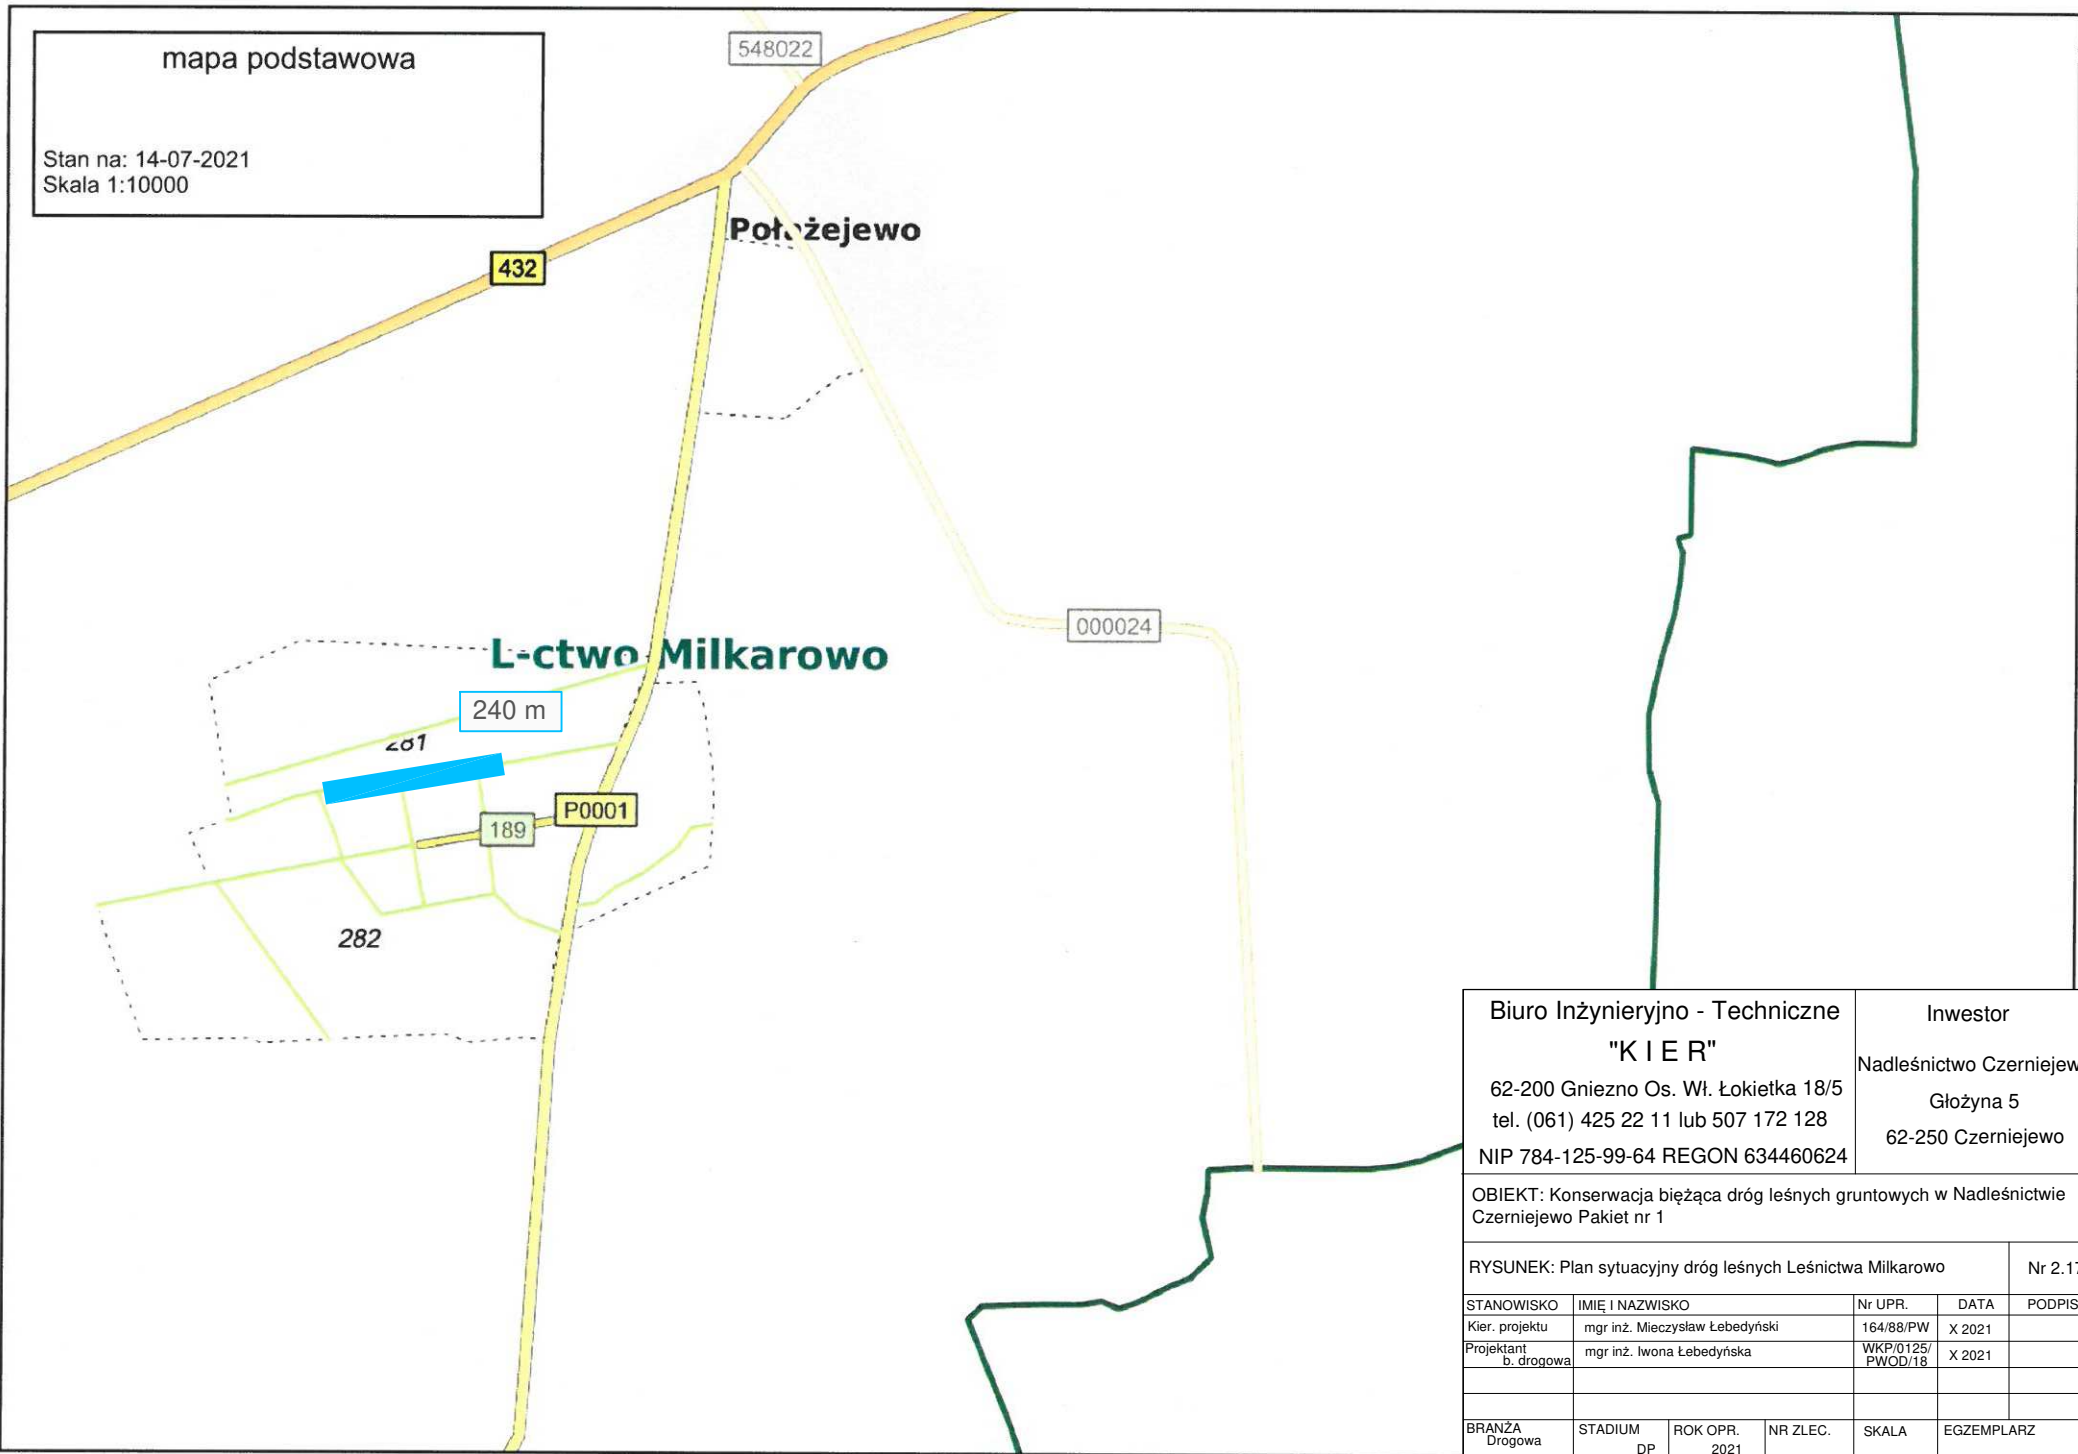 mapa podstawowa
Stan na: 14-07-2021
Skala 1:10000
548022
Położejewo
432
L-ctwo Milkarowo
000024
240 m
281
P0001
189
282
Biuro Inżynieryjno - Techniczne
"K I E R"
62-200 Gniezno Os. Wł. Łokietka 18/5
tel. (061) 425 22 11 lub 507 172 128
NIP 784-125-99-64 REGON 634460624
Inwestor
Nadleśnictwo Czerniejew
Głożyna 5
62-250 Czerniejewo
OBIEKT: Konserwacja bieżąca dróg leśnych gruntowych w Nadleśnictwie
Czerniejewo Pakiet nr 1
RYSUNEK: Plan sytuacyjny dróg leśnych Leśnictwa Milkarowo
Nr 2.17
STANOWISKO IMIĘ I NAZWISKO Nr UPR. DATA PODPIS
Kier. projektu mgr inż. Mieczysław Łebedyński 164/88/PW X 2021
Projektant b. drogowa mgr inż. Iwona Łebedyńska WKP/0125/ PWOD/18 X 2021
BRANŻA STADIUM ROK OPR. NR ZLEC. SKALA EGZEMPLARZ
Drogowa DP 2021